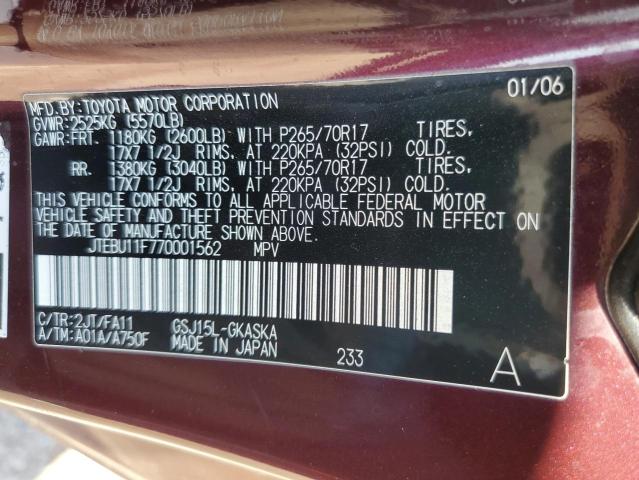 MFD.BY:TOYOTA MOTOR CORPORATION 01/06
GVWR:2525KG (5570LB)
GAWR:FRT. 1180KG (2600LB) WITH P265/70R17 TIRES,
17X7 1/2J RIMS, AT 220KPA (32PSI) COLD.
RR. 1380KG (3040LB) WITH P265/70R17 TIRES,
17X7 1/2J RIMS, AT 220KPA (32PSI) COLD.
THIS VEHICLE CONFORMS TO ALL APPLICABLE FEDERAL MOTOR
VEHICLE SAFETY AND THEFT PREVENTION STANDARDS IN EFFECT ON
THE DATE OF MANUFACTURE SHOWN ABOVE.
JTEBU11F770001562 MPV
C/TR:2JT/FA11 GSJ15L-GKASKA
A/TM:A01A/A750F MADE IN JAPAN 233 A